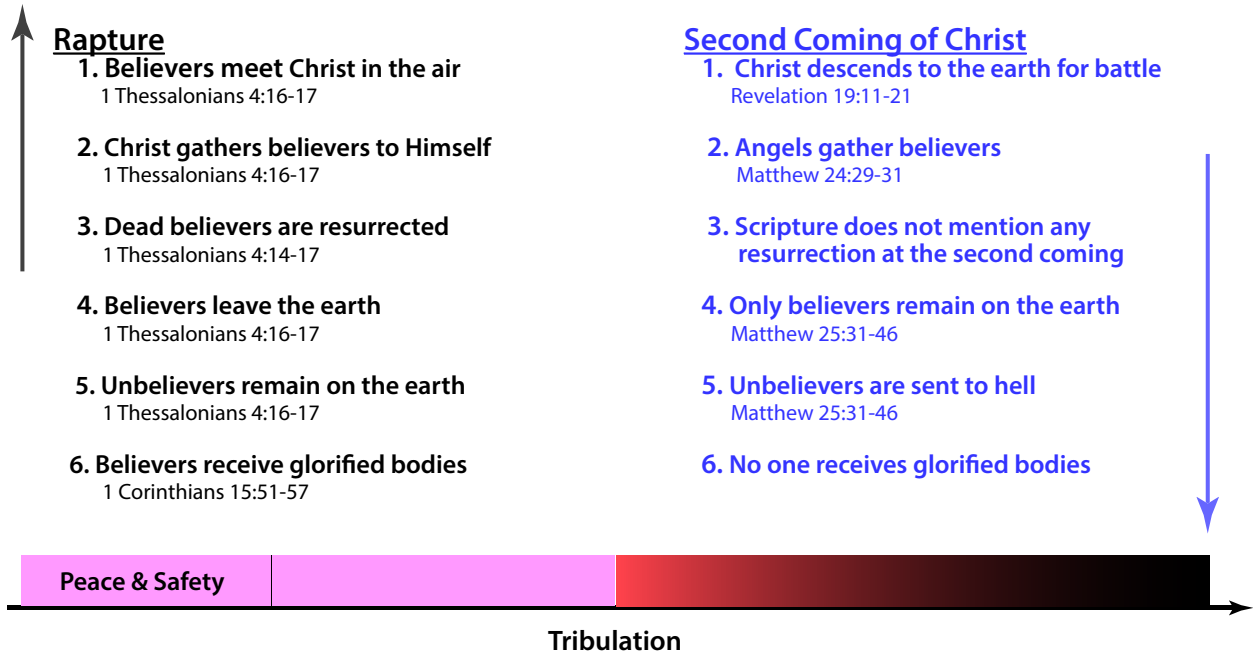 Rapture
1. Believers meet Christ in the air
1 Thessalonians 4:16-17
2. Christ gathers believers to Himself
1 Thessalonians 4:16-17
3. Dead believers are resurrected
1 Thessalonians 4:14-17
4. Believers leave the earth
1 Thessalonians 4:16-17
5. Unbelievers remain on the earth
1 Thessalonians 4:16-17
6. Believers receive glorified bodies
1 Corinthians 15:51-57
Second Coming of Christ
1. Christ descends to the earth for battle
Revelation 19:11-21
2. Angels gather believers
Matthew 24:29-31
3. Scripture does not mention any
resurrection at the second coming
4. Only believers remain on the earth
Matthew 25:31-46
5. Unbelievers are sent to hell
Matthew 25:31-46
6. No one receives glorified bodies
Peace & Safety
Tribulation